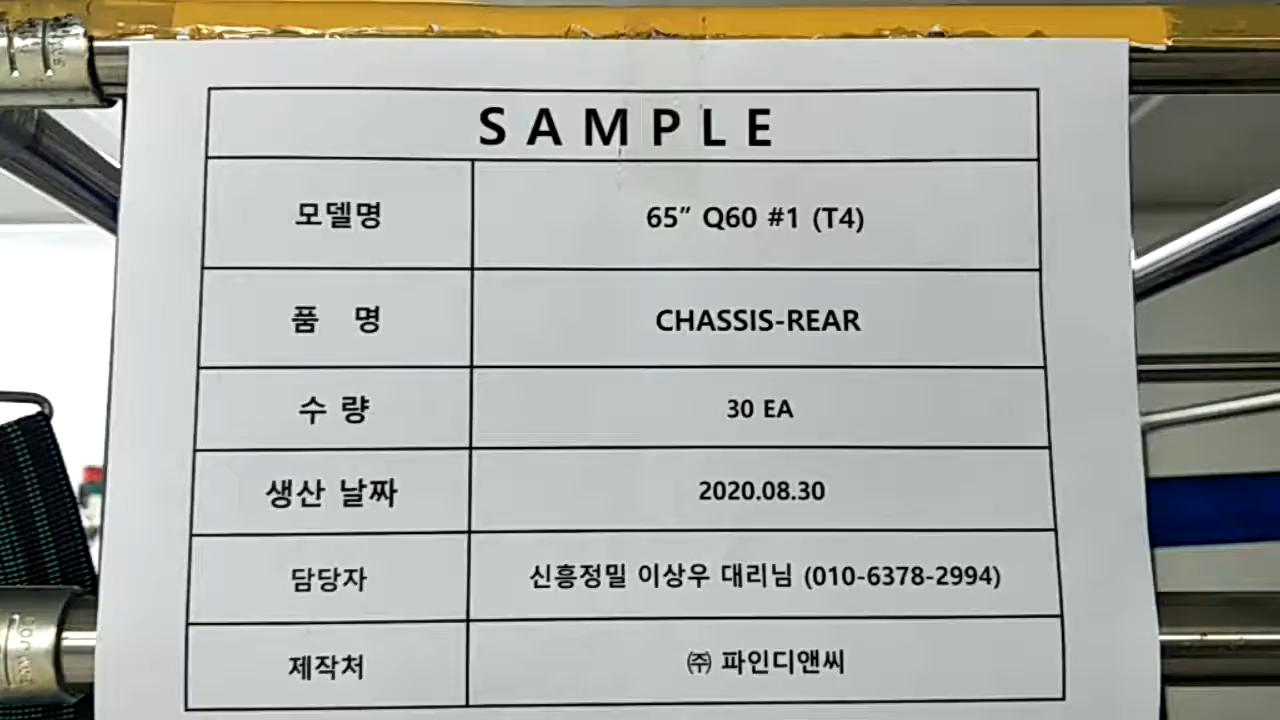 SAMPLE
모델명 65” Q60 #1 (T4)
품 명 CHASSIS-REAR
수 량 30 EA
생산 날짜 2020.08.30
담당자 신흥정밀 이상우 대리님 (010-6378-2994)
제작처 ㈜ 파인디앤씨